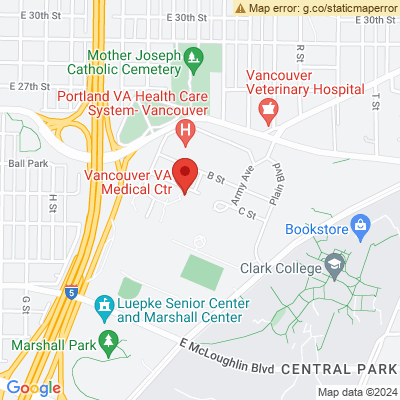 Map error: g.co/staticmaperror
E 30th St
E 30th St
E 30th St
Mother Joseph
Catholic Cemetery
R St
E 27th St
Vancouver
Veterinary Hospital
T St
Portland VA Health Care
System- Vancouver
H
Ball Park
Vancouver VA
Medical Ctr
B St
Army Ave
Plain Blvd
H St
C St
Bookstore
Clark College
5
G St
Luepke Senior Center
and Marshall Center
Marshall Park
E McLoughlin Blvd
CENTRAL PARK
Google
Map data ©2024